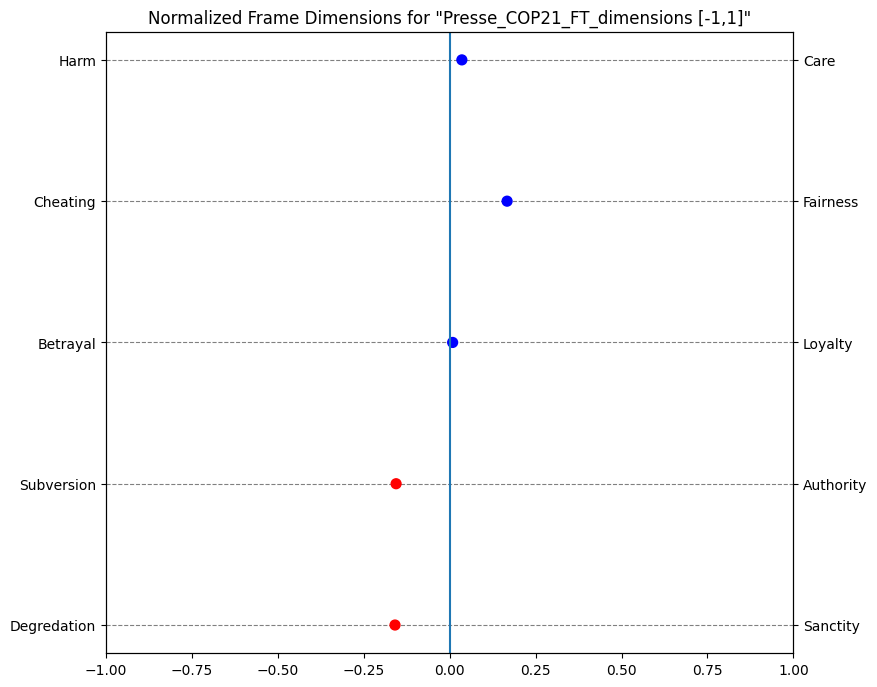 Normalized Frame Dimensions for "Presse_COP21_FT_dimensions [-1,1]"
Harm Care
Cheating Fairness
Betrayal Loyalty
Subversion Authority
Degredation Sanctity
−1.00 −0.75 −0.50 −0.25 0.00 0.25 0.50 0.75 1.00